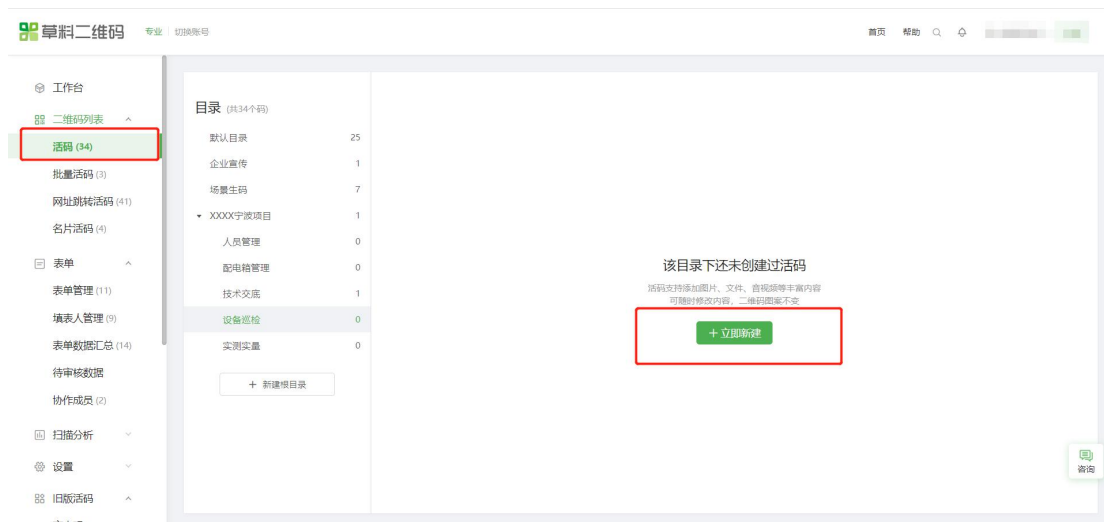 草料二维码 专业 切换账号 首页 帮助
工作台
二维码列表
活码 (34)
批量活码 (3)
网址跳转活码 (41)
名片活码 (4)
表单
表单管理 (11)
填表人管理 (9)
表单数据汇总 (14)
待审核数据
协作成员 (2)
扫描分析
设置
旧版活码
目录 (共34个码)
默认目录 25
企业宣传 1
场景生码 7
XXXX宁波项目 1
人员管理 0
配电箱管理 0
技术交底 1
设备巡检 0
实测实量 0
+ 新建根目录
该目录下还未创建过活码
活码支持添加图片、文件、音视频等丰富内容
可随时修改内容，二维码图案不变
+ 立即新建
咨询